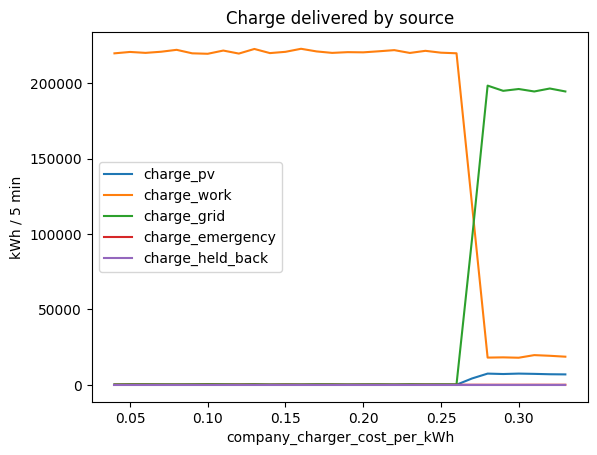 Charge delivered by source
kWh / 5 min
200000
150000
100000
50000
0
charge_pv
charge_work
charge_grid
charge_emergency
charge_held_back
0.05 0.10 0.15 0.20 0.25 0.30
company_charger_cost_per_kWh